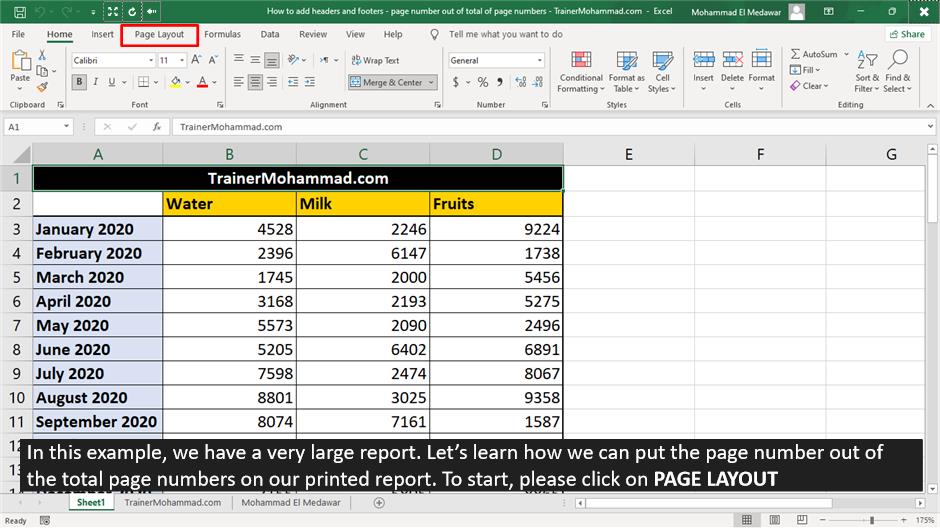 How to add headers and footers - page number out of total of page numbers - TrainerMohammad.com - Excel
Mohammad El Medawar
File Home Insert Page Layout Formulas Data Review View Help Tell me what you want to do Share
Calibri 11 A A Wrap Text General AutoSum
Paste B I U A Merge & Center $ % Conditional Formatting Format as Table Cell Styles Insert Delete Format Fill Clear Sort & Filter Find & Select
Clipboard Font Alignment Number Styles Cells Editing
A1 fx TrainerMohammad.com
A B C D E F G
1 TrainerMohammad.com
2 Water Milk Fruits
3 January 2020 4528 2246 9224
4 February 2020 2396 6147 1738
5 March 2020 1745 2000 5456
6 April 2020 3168 2193 5275
7 May 2020 5573 2090 2496
8 June 2020 5205 6402 6891
9 July 2020 7598 2474 8067
10 August 2020 8801 3025 9358
11 September 2020 8074 7161 1587
In this example, we have a very large report. Let's learn how we can put the page number out of
the total page numbers on our printed report. To start, please click on PAGE LAYOUT
Sheet1 TrainerMohammad.com Mohammad El Medawar
Ready 175%